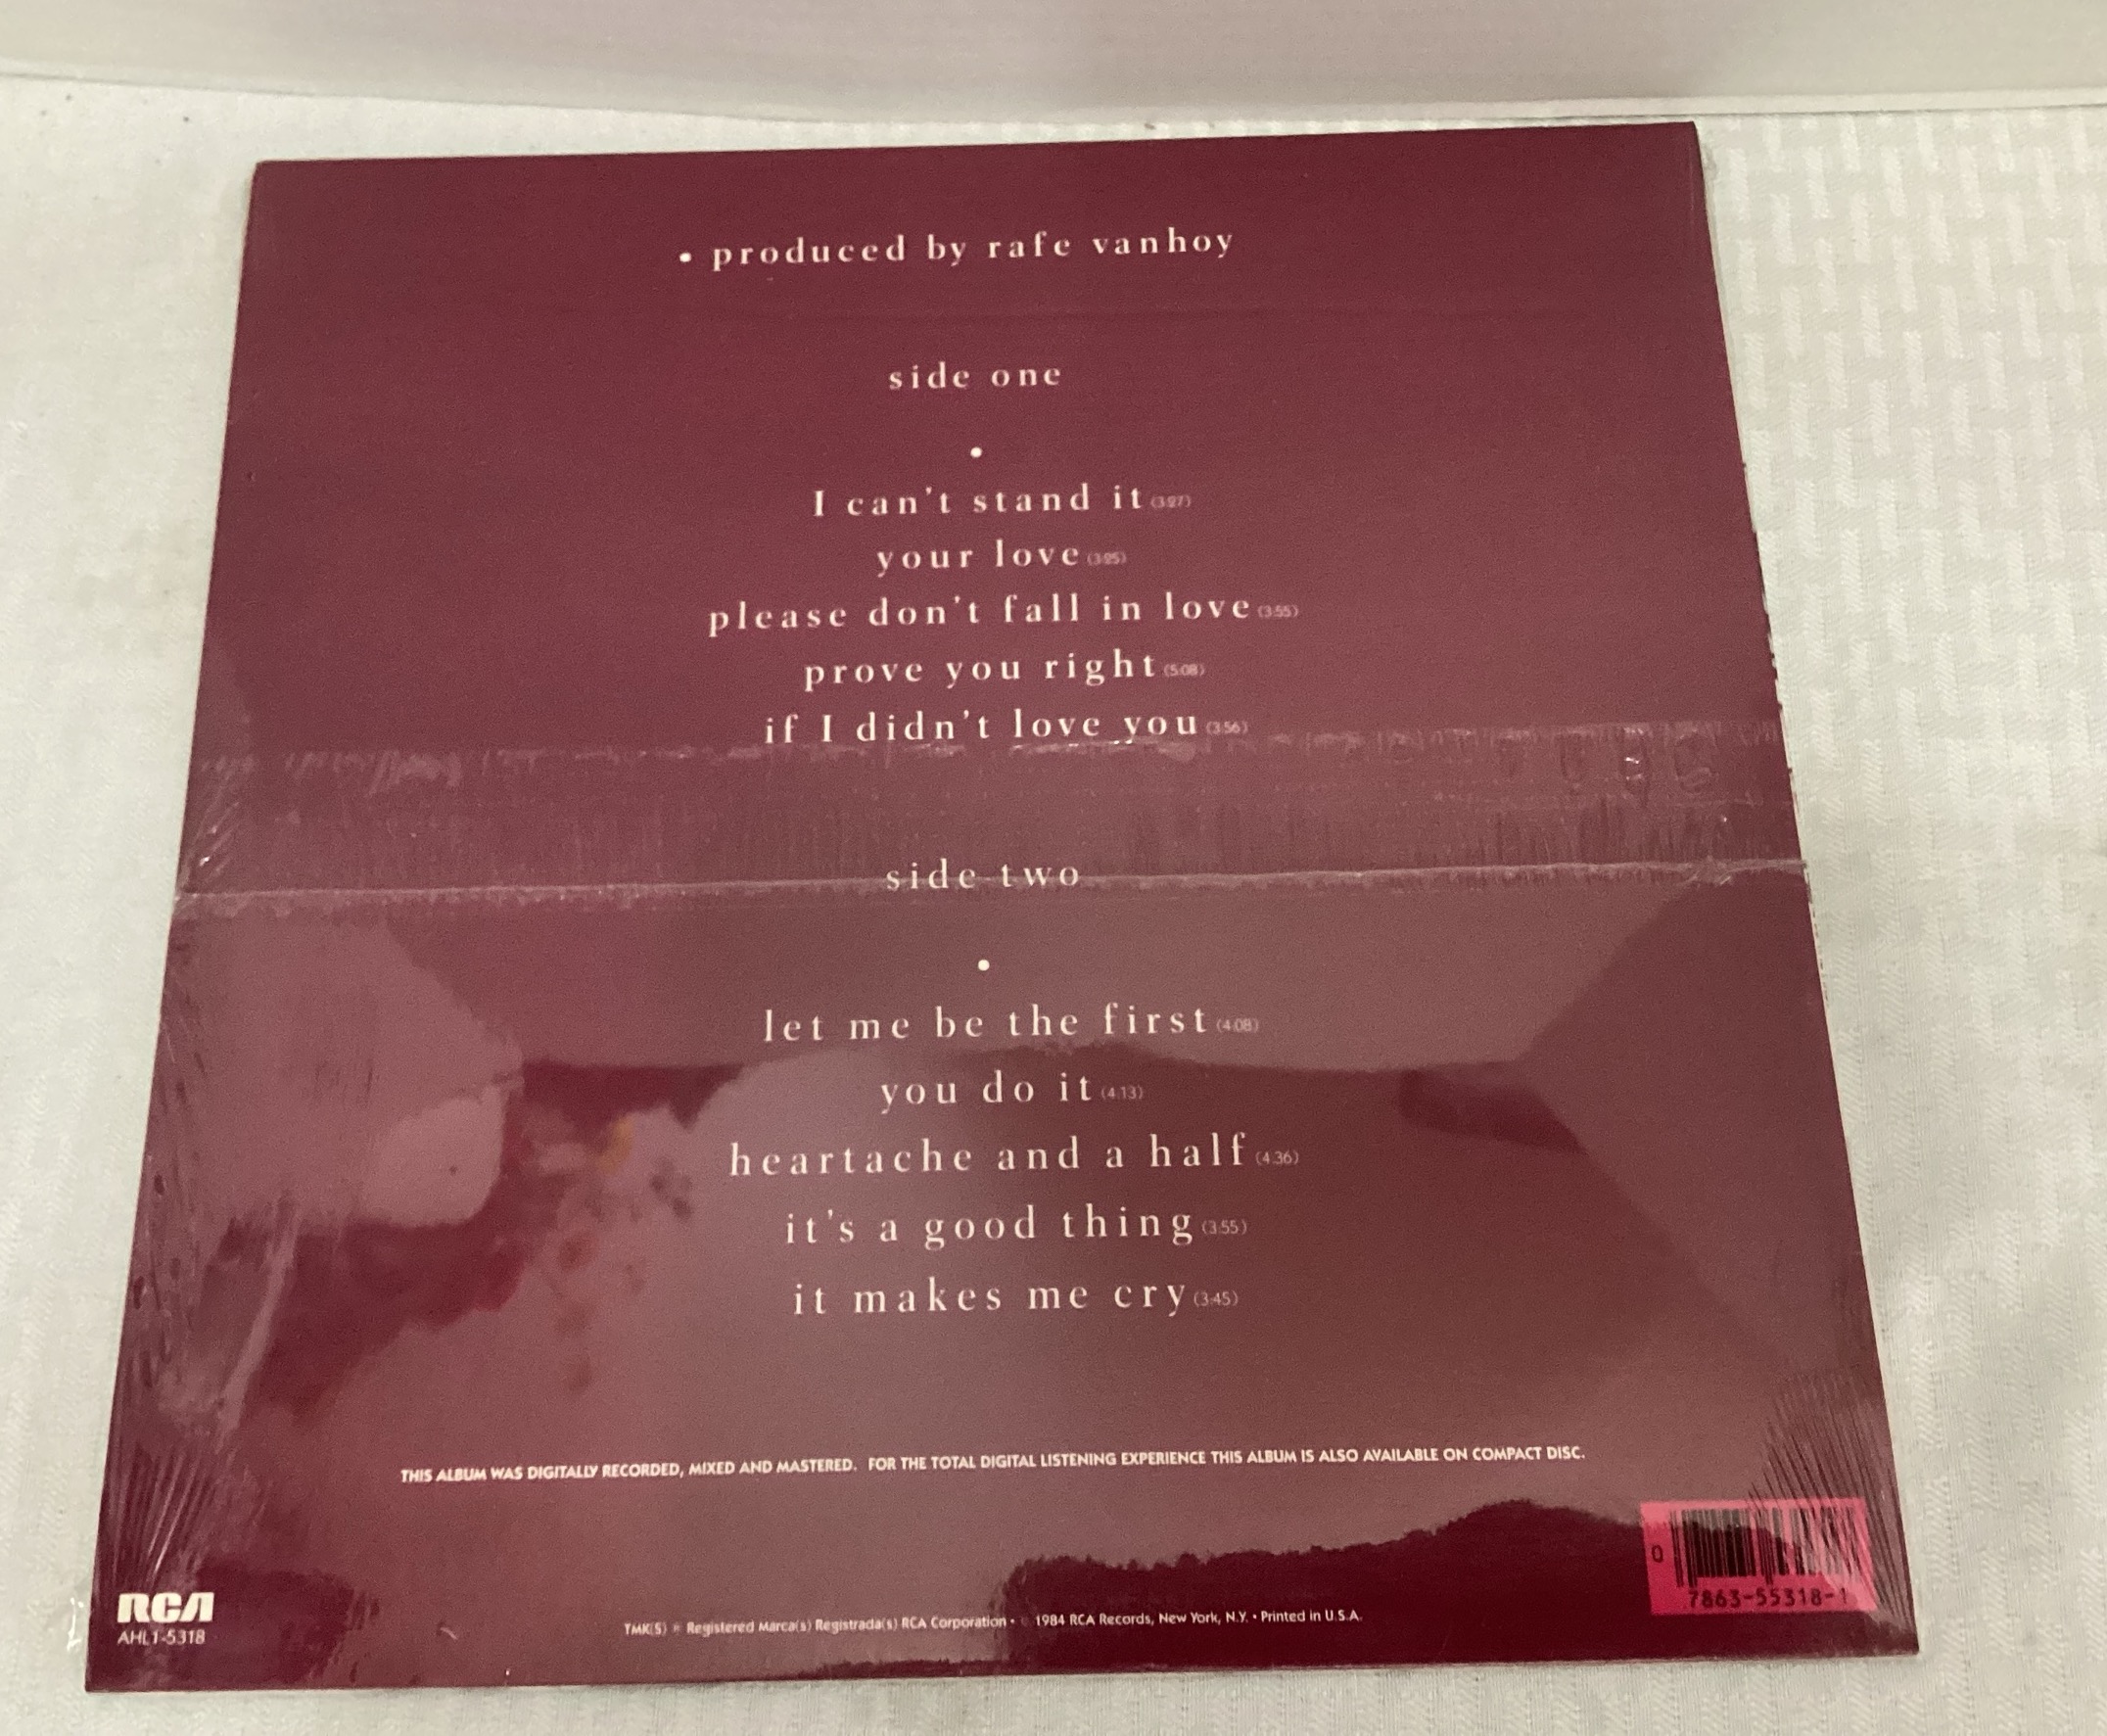 • produced by rafe vanhoy
side one
•
I can't stand it (3:27)
your love (3:25)
please don't fall in love (3:55)
prove you right (5:08)
if I didn't love you (3:56)
side two
•
let me be the first (4:08)
you do it (4:13)
heartache and a half (4:36)
it's a good thing (3:55)
it makes me cry (3:45)
THIS ALBUM WAS DIGITALLY RECORDED, MIXED AND MASTERED. FOR THE TOTAL DIGITAL LISTENING EXPERIENCE THIS ALBUM IS ALSO AVAILABLE ON COMPACT DISC.
0
7863-55318-1
RCA
AHL1-5318
TMK(S) ® Registered Marca(s) Registrada(s) RCA Corporation • © 1984 RCA Records, New York, N.Y. • Printed in U.S.A.